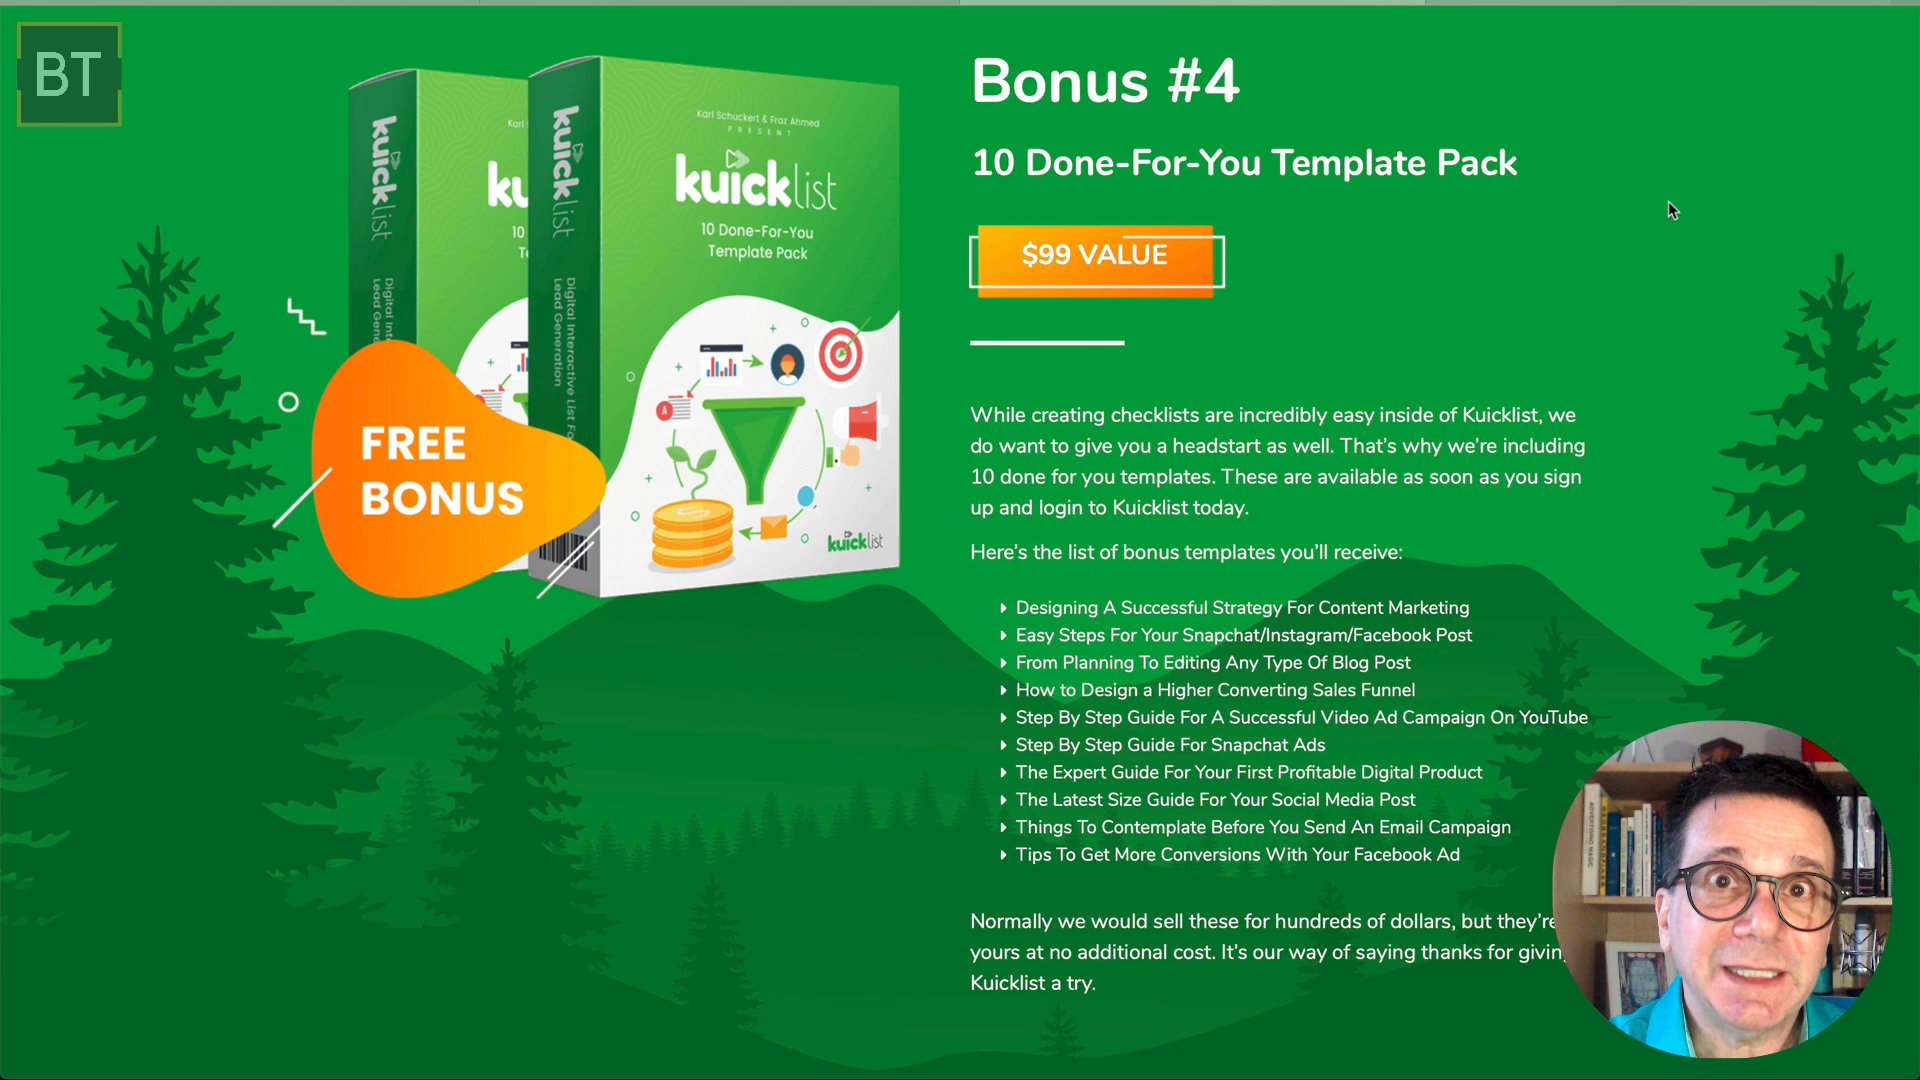 BT
Bonus #4
10 Done-For-You Template Pack
$99 VALUE
While creating checklists are incredibly easy inside of Kuicklist, we
do want to give you a headstart as well. That's why we're including
10 done for you templates. These are available as soon as you sign
up and login to Kuicklist today.
Here's the list of bonus templates you'll receive:
Designing A Successful Strategy For Content Marketing
Easy Steps For Your Snapchat/Instagram/Facebook Post
From Planning To Editing Any Type Of Blog Post
How to Design a Higher Converting Sales Funnel
Step By Step Guide For A Successful Video Ad Campaign On YouTube
Step By Step Guide For Snapchat Ads
The Expert Guide For Your First Profitable Digital Product
The Latest Size Guide For Your Social Media Post
Things To Contemplate Before You Send An Email Campaign
Tips To Get More Conversions With Your Facebook Ad
Normally we would sell these for hundreds of dollars, but they're
yours at no additional cost. It's our way of saying thanks for givin
Kuicklist a try.
FREE
BONUS
kuicklist
Karl
ku
10
kuicklist
Digital Interactive List Fo
Lead Generation
Karl Schuckert & Fraz Ahmed
PRESENT
kuicklist
10 Done-For-You
Template Pack
A
kuicklist
ADVERTISING MAGIC